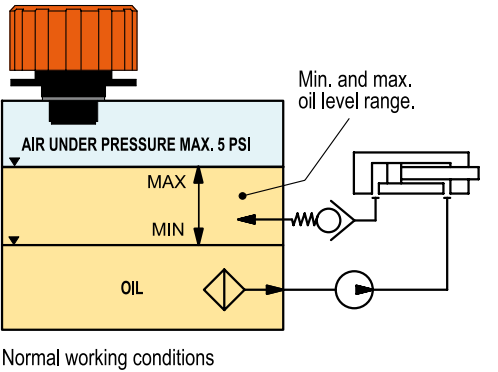 Min. and max.
oil level range.
AIR UNDER PRESSURE MAX. 5 PSI
MAX
MIN
OIL
Normal working conditions